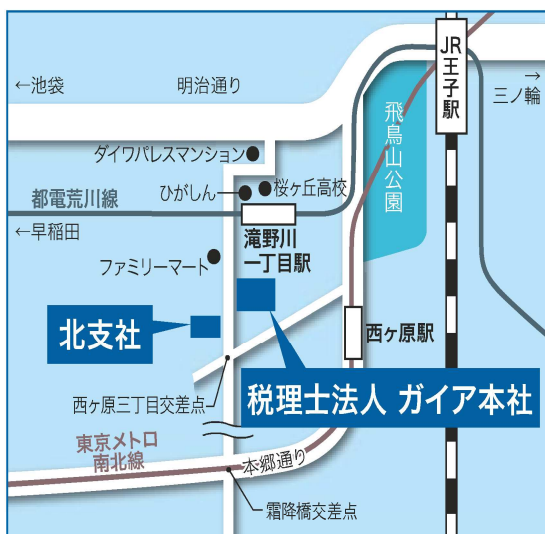 JR王子駅
←池袋
明治通り
→
三ノ輪
飛鳥山公園
ダイワパレスマンション
ひがしん
桜ヶ丘高校
都電荒川線
←早稲田
滝野川
一丁目駅
ファミリーマート
北支社
西ヶ原駅
税理士法人 ガイア本社
西ヶ原三丁目交差点
東京メトロ
南北線
本郷通り
霜降橋交差点